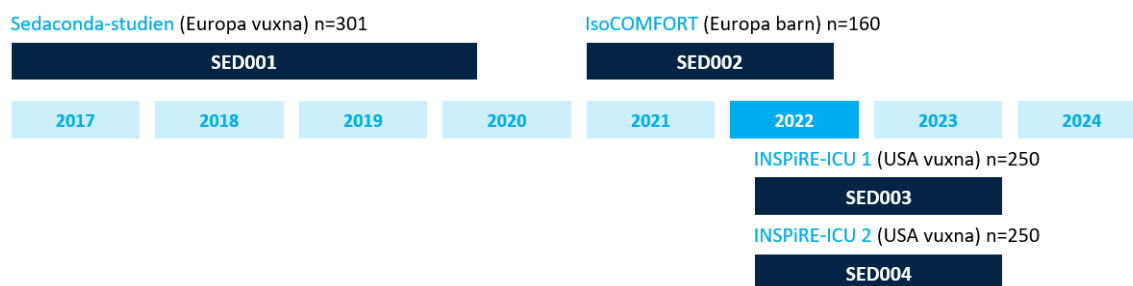 Sedaconda-studien (Europa vuxna) n=301
IsoCOMFORT (Europa barn) n=160
SED001
SED002
2017 2018 2019 2020 2021 2022 2023 2024
INSPiRE-ICU 1 (USA vuxna) n=250
SED003
INSPiRE-ICU 2 (USA vuxna) n=250
SED004